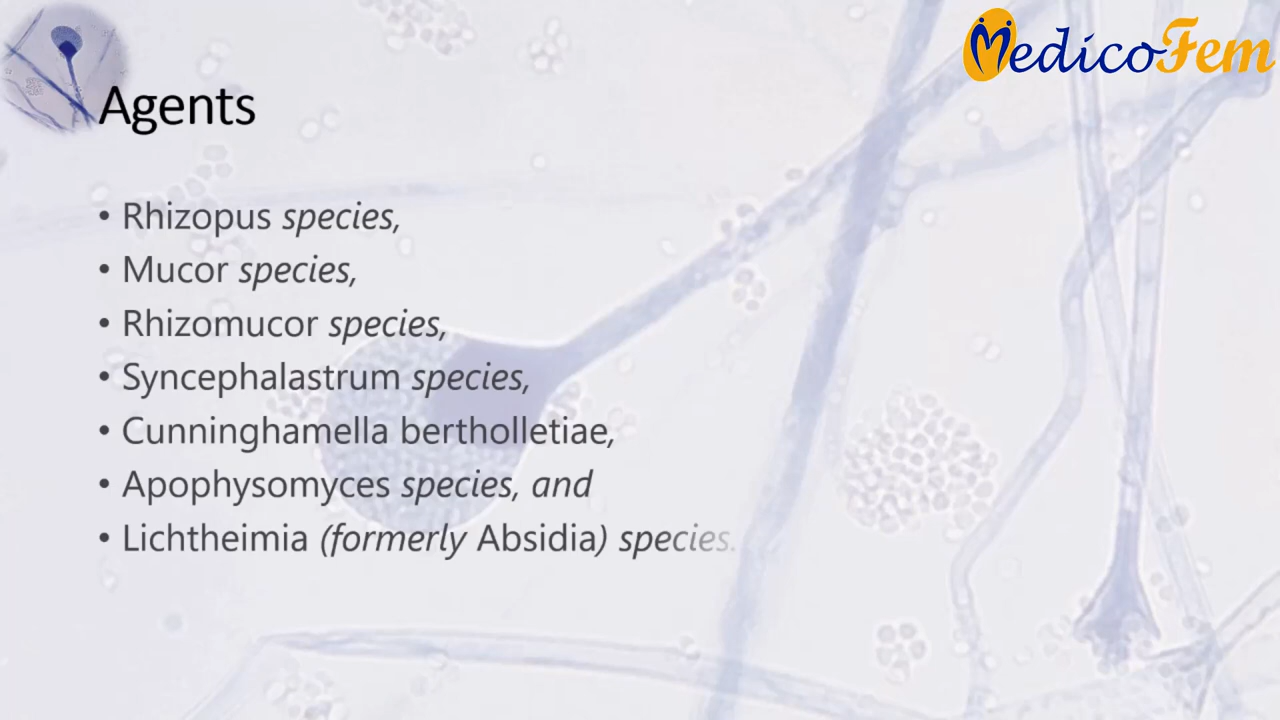 MedicoFem
Agents
• Rhizopus species,
• Mucor species,
• Rhizomucor species,
• Syncephalastrum species,
• Cunninghamella bertholletiae,
• Apophysomyces species, and
• Lichtheimia (formerly Absidia) species.